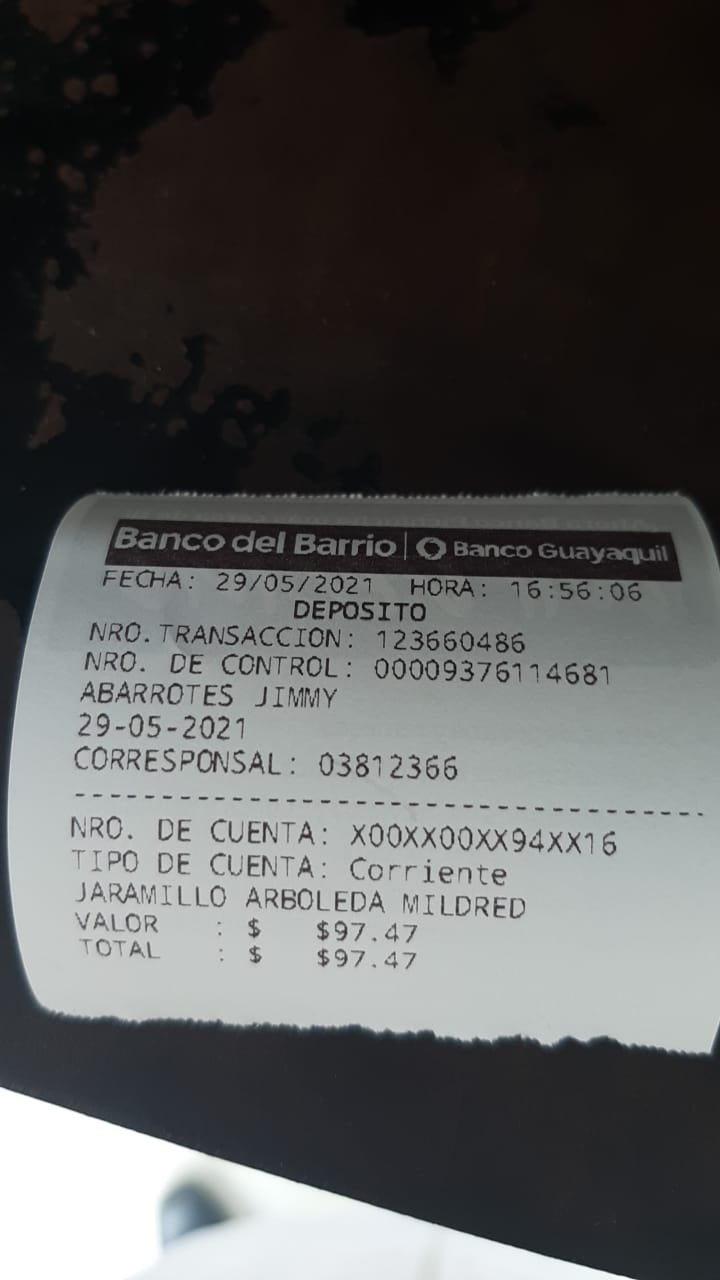 Banco del Barrio | Banco Guayaquil
FECHA: 29/05/2021 HORA: 16:56:06
DEPOSITO
NRO.TRANSACCION: 123660486
NRO. DE CONTROL: 00009376114681
ABARROTES JIMMY
29-05-2021
CORRESPONSAL: 03812366
--------------------------------------
NRO. DE CUENTA: X00XX00XX94XX16
TIPO DE CUENTA: Corriente
JARAMILLO ARBOLEDA MILDRED
VALOR : $ $97.47
TOTAL : $ $97.47